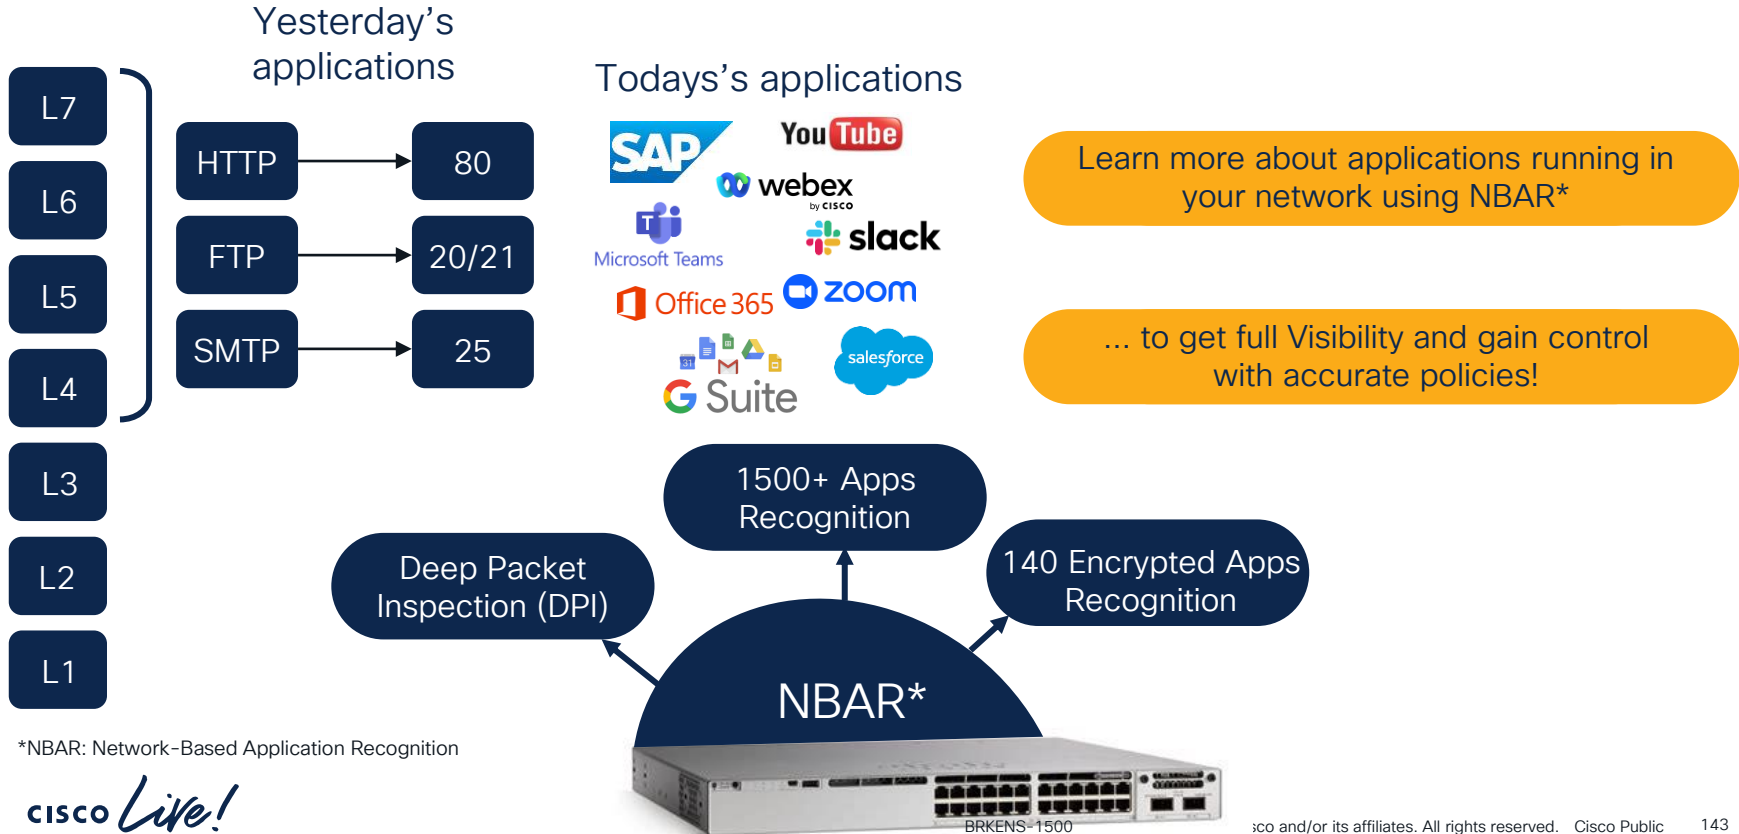 Yesterday's
applications
Todays's applications
L7
L6
L5
L4
L3
L2
L1
HTTP
80
FTP
20/21
SMTP
25
SAP
YouTube
webex
by CISCO
Microsoft Teams
slack
Office 365
zoom
31
G Suite
salesforce
Learn more about applications running in
your network using NBAR*
... to get full Visibility and gain control
with accurate policies!
1500+ Apps
Recognition
Deep Packet
Inspection (DPI)
140 Encrypted Apps
Recognition
NBAR*
*NBAR: Network-Based Application Recognition
CISCO Live!
BRKENS-1500
sco and/or its affiliates. All rights reserved. Cisco Public
143